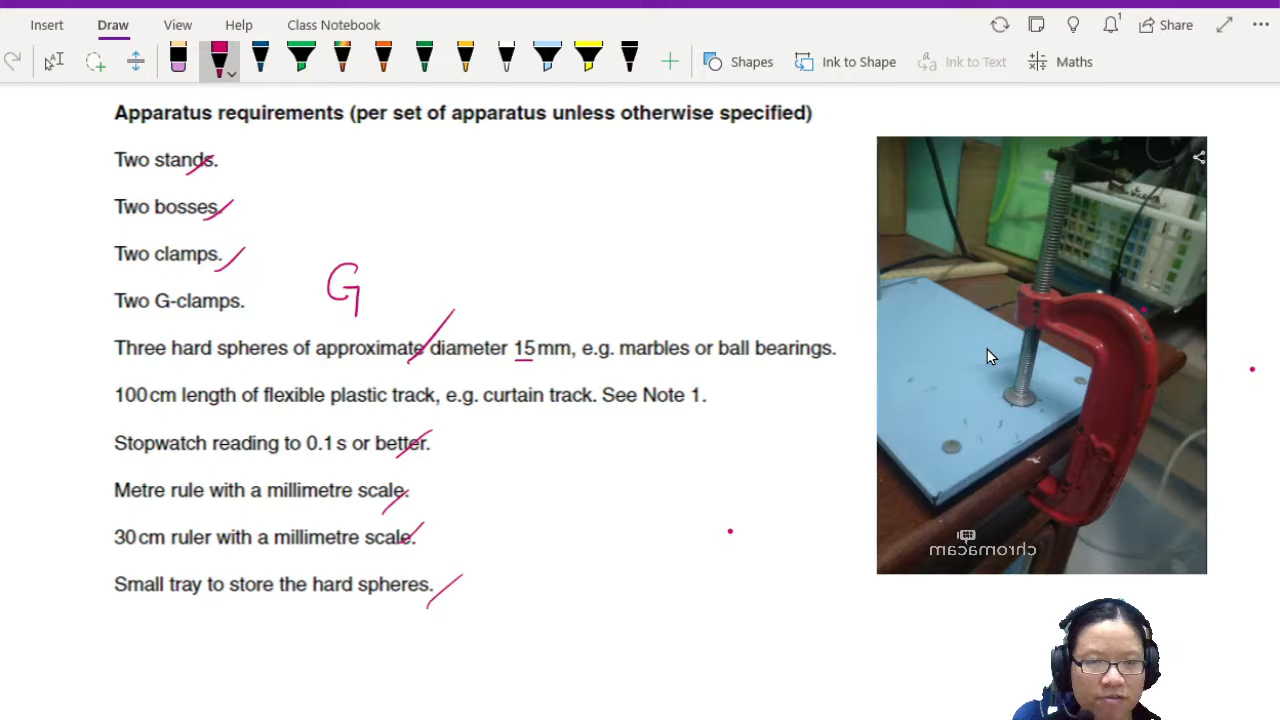 Insert Draw View Help Class Notebook 1 Share
Shapes Ink to Shape Ink to Text Maths
Apparatus requirements (per set of apparatus unless otherwise specified)
Two stands.
Two bosses.
Two clamps.
G
Two G-clamps.
Three hard spheres of approximate diameter 15 mm, e.g. marbles or ball bearings.
100 cm length of flexible plastic track, e.g. curtain track. See Note 1.
Stopwatch reading to 0.1 s or better.
Metre rule with a millimetre scale.
30 cm ruler with a millimetre scale.
Small tray to store the hard spheres.
chromacam